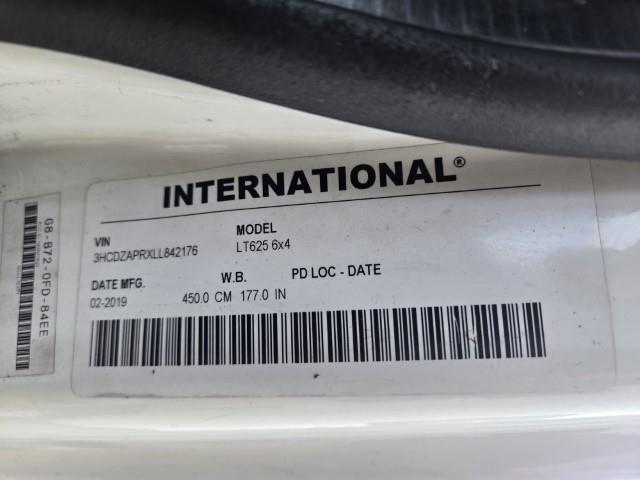 INTERNATIONAL®
VIN
3HCDZAPRXLL842176
MODEL
LT625 6x4
DATE MFG.
02-2019
W.B.
450.0 CM 177.0 IN
PD LOC - DATE
G8-B72-0FD-84EE